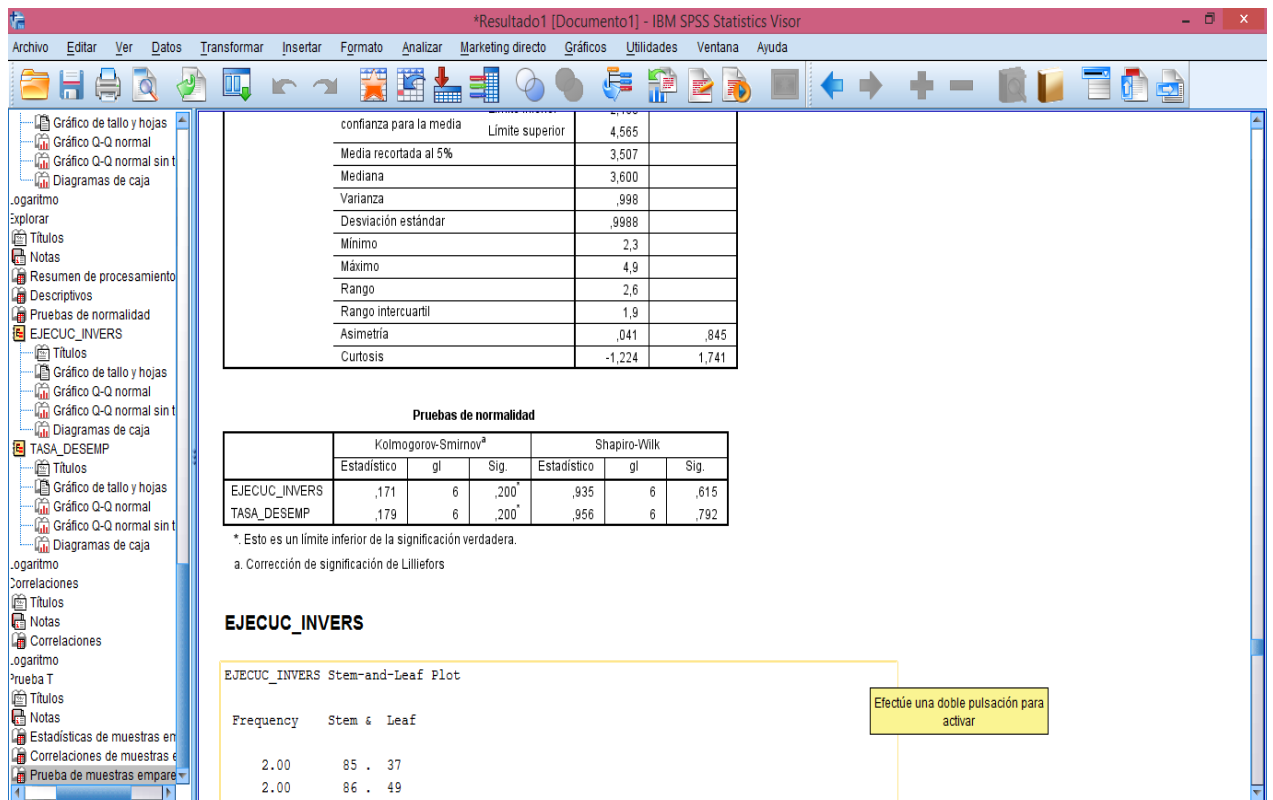 *Resultado1 [Documento1] - IBM SPSS Statistics Visor
Archivo Editar Ver Datos Transformar Insertar Formato Analizar Marketing directo Gráficos Utilidades Ventana Ayuda
Gráfico de tallo y hojas
Gráfico Q-Q normal
Gráfico Q-Q normal sin t
Diagramas de caja
Logaritmo
Explorar
Títulos
Notas
Resumen de procesamiento
Descriptivos
Pruebas de normalidad
EJECUC_INVERS
Títulos
Gráfico de tallo y hojas
Gráfico Q-Q normal
Gráfico Q-Q normal sin t
Diagramas de caja
TASA_DESEMP
Títulos
Gráfico de tallo y hojas
Gráfico Q-Q normal
Gráfico Q-Q normal sin t
Diagramas de caja
Logaritmo
Correlaciones
Títulos
Notas
Correlaciones
Logaritmo
Prueba T
Títulos
Notas
Estadísticas de muestras em
Correlaciones de muestras e
Prueba de muestras empare
confianza para la media Límite superior 4,565
Media recortada al 5% 3,507
Mediana 3,600
Varianza ,998
Desviación estándar ,9988
Mínimo 2,3
Máximo 4,9
Rango 2,6
Rango intercuartil 1,9
Asimetría ,041 ,845
Curtosis -1,224 1,741
Pruebas de normalidad
Kolmogorov-Smirnov^a Shapiro-Wilk
Estadístico gl Sig. Estadístico gl Sig.
EJECUC_INVERS ,171 6 ,200* ,935 6 ,615
TASA_DESEMP ,179 6 ,200* ,956 6 ,792
*. Esto es un límite inferior de la significación verdadera.
a. Corrección de significación de Lilliefors
EJECUC_INVERS
EJECUC_INVERS Stem-and-Leaf Plot
Frequency Stem & Leaf
2.00 85 . 37
2.00 86 . 49
Efectúe una doble pulsación para
activar